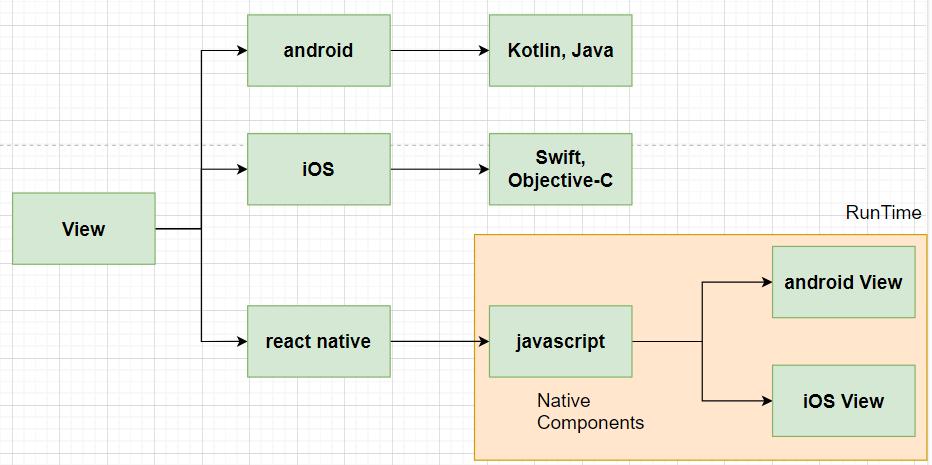 android
Kotlin, Java
iOS
Swift,
Objective-C
View
RunTime
react native
javascript
android View
iOS View
Native
Components